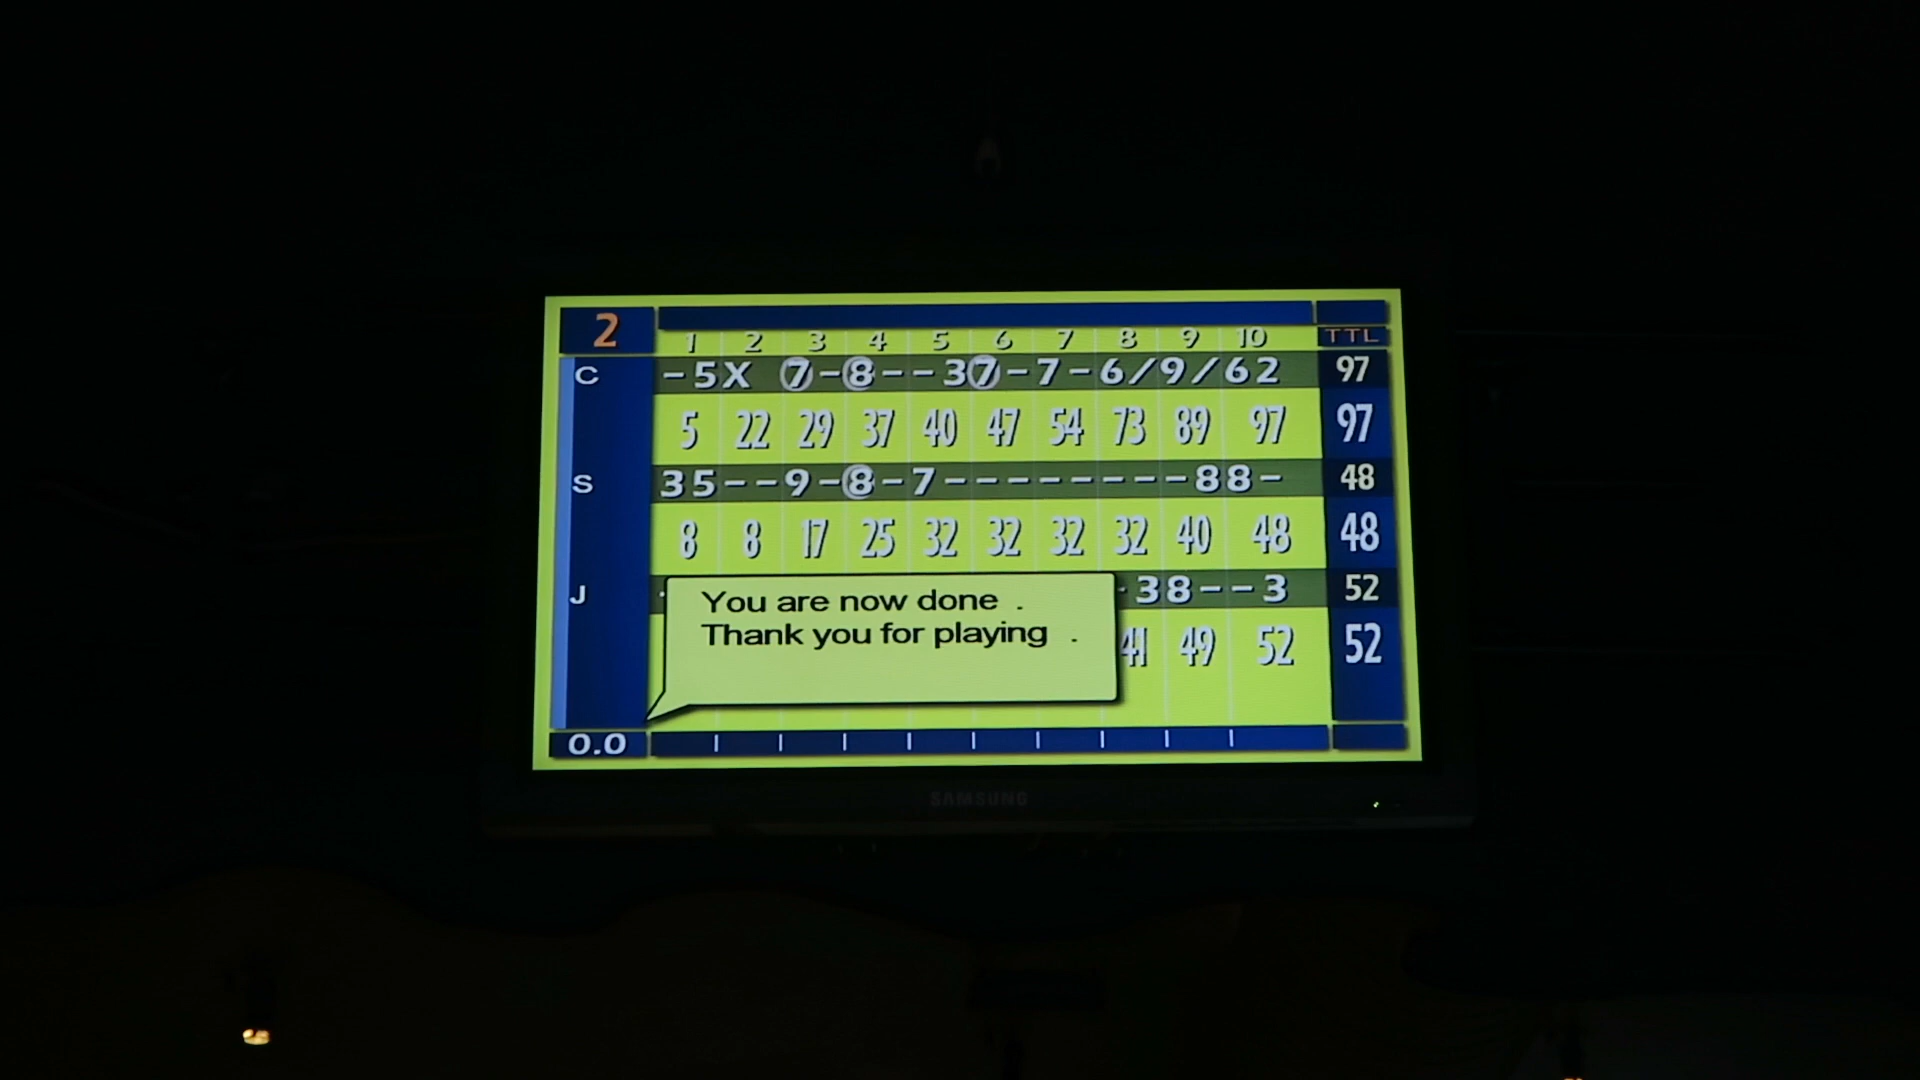 2
1 2 3 4 5 6 7 8 9 10 TTL
C -5X 7-8--37-7-6/9/62 97
5 22 29 37 40 47 54 73 89 97 97
S 35--9-8-7---------88- 48
8 8 17 25 32 32 32 32 40 48 48
J -38--3 52
You are now done .
Thank you for playing .
41 49 52 52
0.0
SAMSUNG